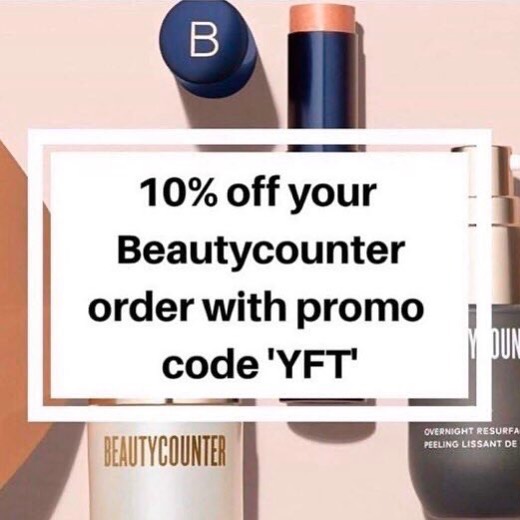 B
10% off your
Beautycounter
order with promo
code 'YFT'
BEAUTYCOUNTER
OVERNIGHT
PEELING LISSANT DE